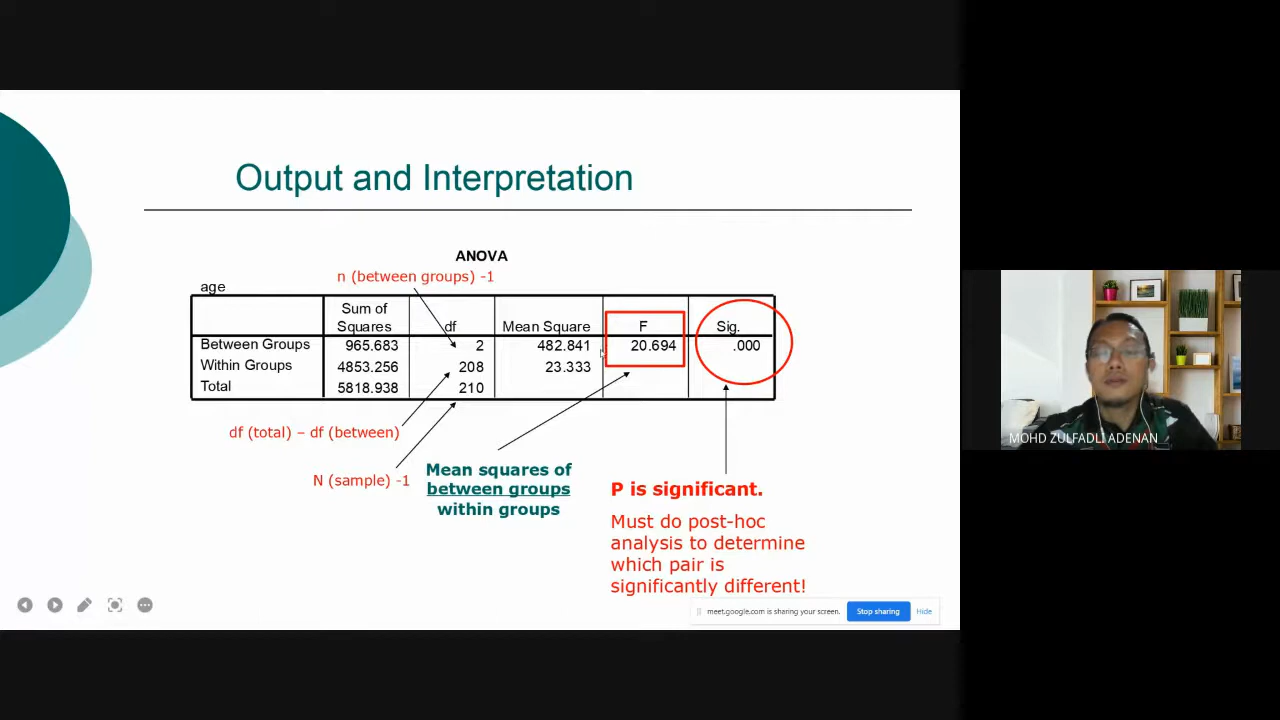 Output and Interpretation
ANOVA
n (between groups) -1
age
Sum of
Squares df Mean Square F Sig.
Between Groups 965.683 2 482.841 20.694 .000
Within Groups 4853.256 208 23.333
Total 5818.938 210
df (total) – df (between)
N (sample) -1
Mean squares of
between groups
within groups
P is significant.
Must do post-hoc
analysis to determine
which pair is
significantly different!
meet.google.com is sharing your screen. Stop sharing Hide
MOHD ZULFADLI ADENAN